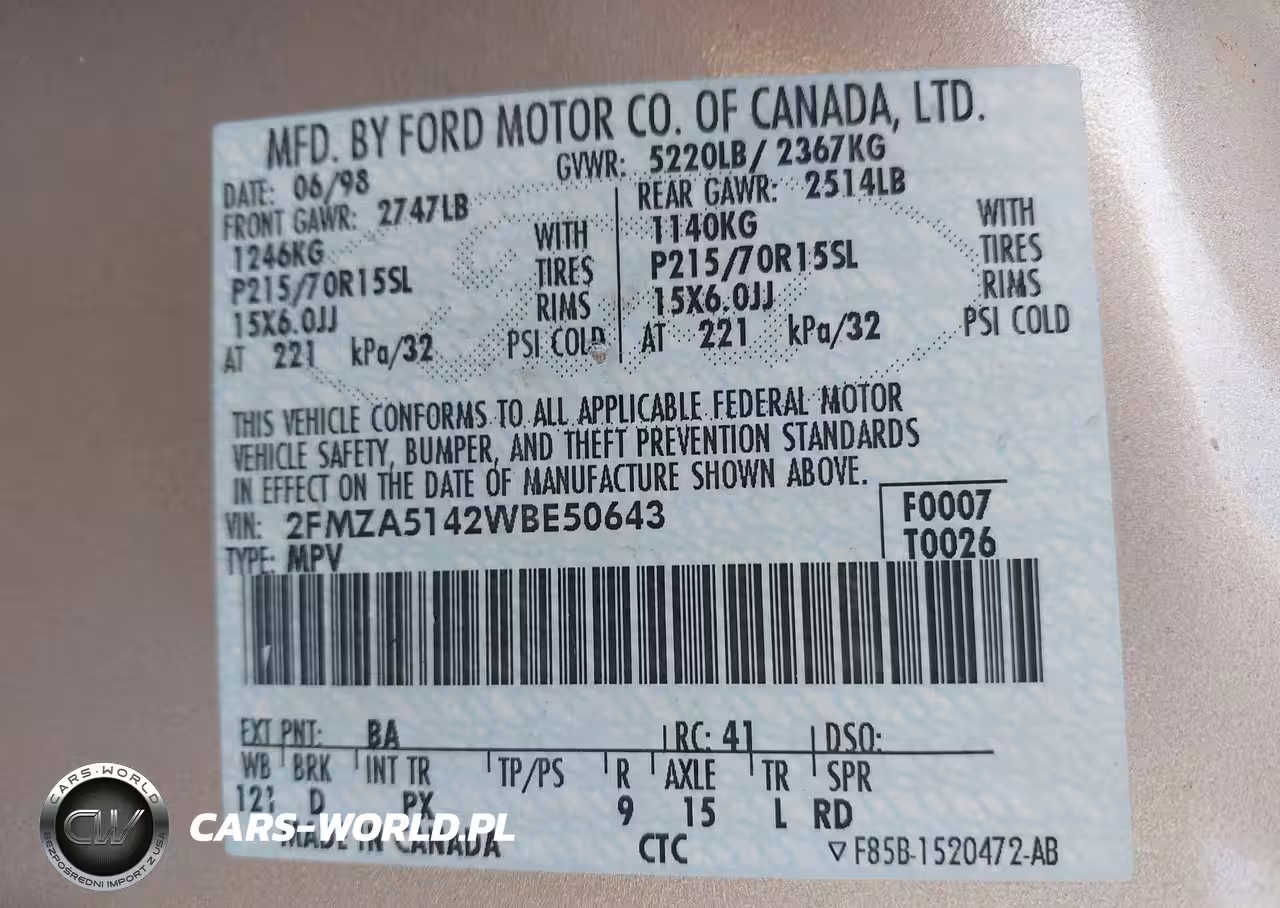 MFD. BY FORD MOTOR CO. OF CANADA, LTD.
DATE: 06/98 GVWR: 5220LB/ 2367KG
FRONT GAWR: 2747LB REAR GAWR: 2514LB
1246KG WITH 1140KG WITH
P215/70R15SL TIRES P215/70R15SL TIRES
15X6.0JJ RIMS 15X6.0JJ RIMS
AT 221 kPa/32 PSI COLD AT 221 kPa/32 PSI COLD
THIS VEHICLE CONFORMS TO ALL APPLICABLE FEDERAL MOTOR
VEHICLE SAFETY, BUMPER, AND THEFT PREVENTION STANDARDS
IN EFFECT ON THE DATE OF MANUFACTURE SHOWN ABOVE.
VIN: 2FMZA5142WBE50643 F0007
TYPE: MPV T0026
EXT PNT: BA RC: 41 DSO:
WB BRK INT TR TP/PS R AXLE TR SPR
121 D PX 9 15 L RD
MADE IN CANADA CTC F85B-1520472-AB
CARS-WORLD
CW
BEZPOŚREDNI IMPORT Z USA
CARS-WORLD.PL